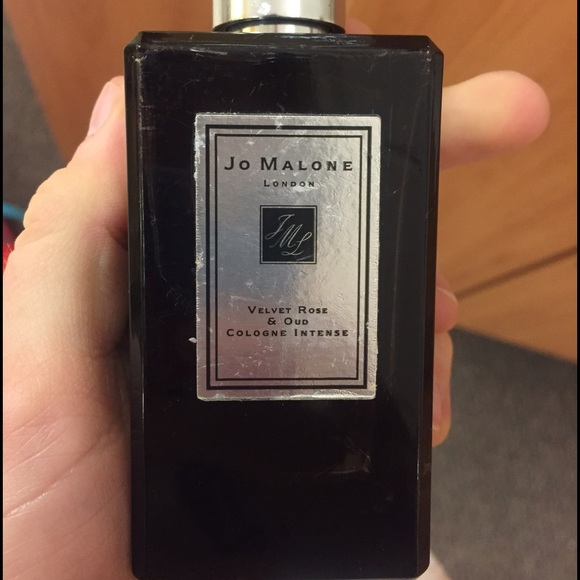 Jo Malone
London
JML
Velvet Rose
& Oud
Cologne Intense